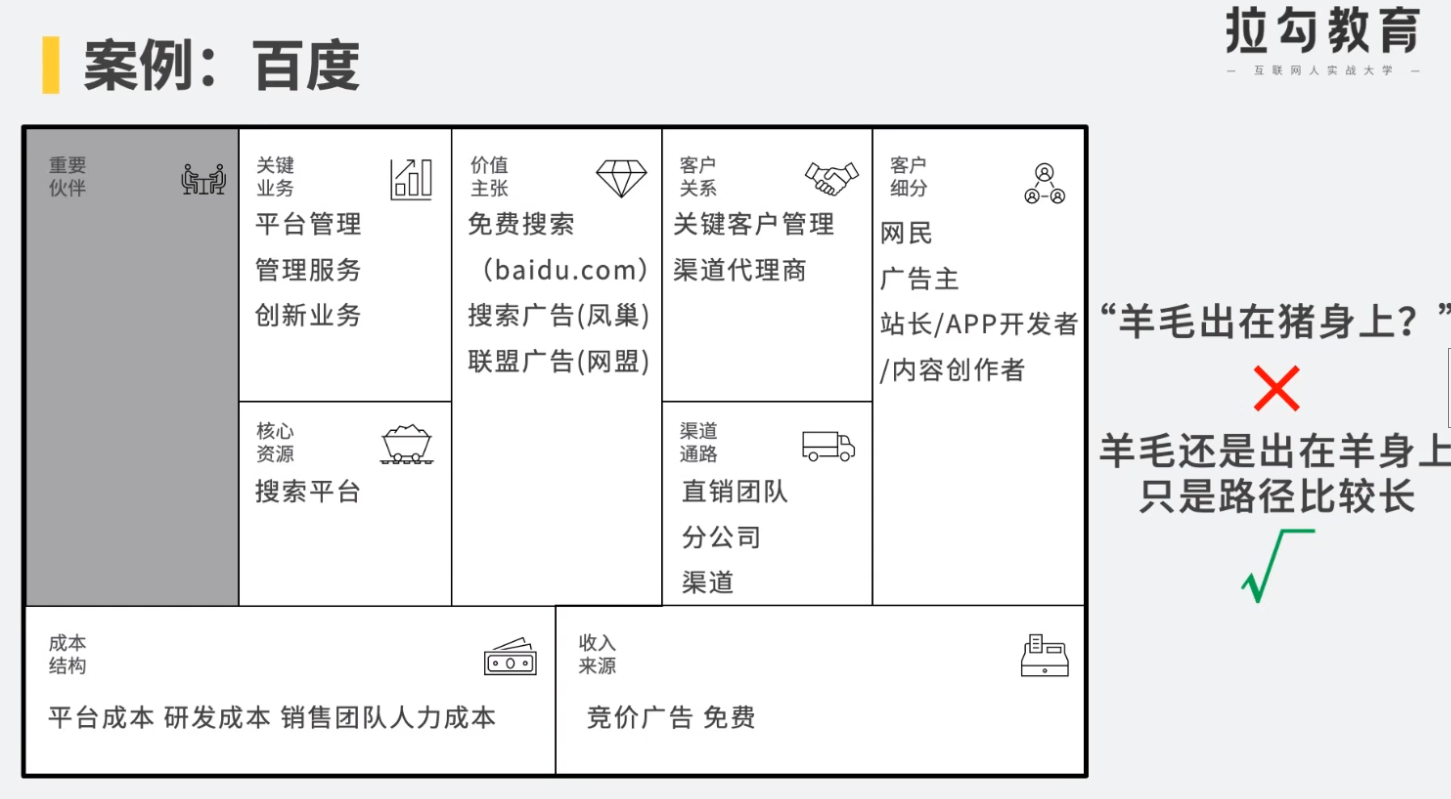 案例：百度
拉勾教育
— 互联网人实战大学 —
重要
伙伴
关键
业务
平台管理
管理服务
创新业务
核心
资源
搜索平台
价值
主张
免费搜索
（baidu.com）
搜索广告(凤巢)
联盟广告(网盟)
客户
关系
关键客户管理
渠道代理商
渠道
通路
直销团队
分公司
渠道
客户
细分
网民
广告主
站长/APP开发者
/内容创作者
成本
结构
平台成本 研发成本 销售团队人力成本
收入
来源
竞价广告 免费
“羊毛出在猪身上？”
羊毛还是出在羊身上
只是路径比较长